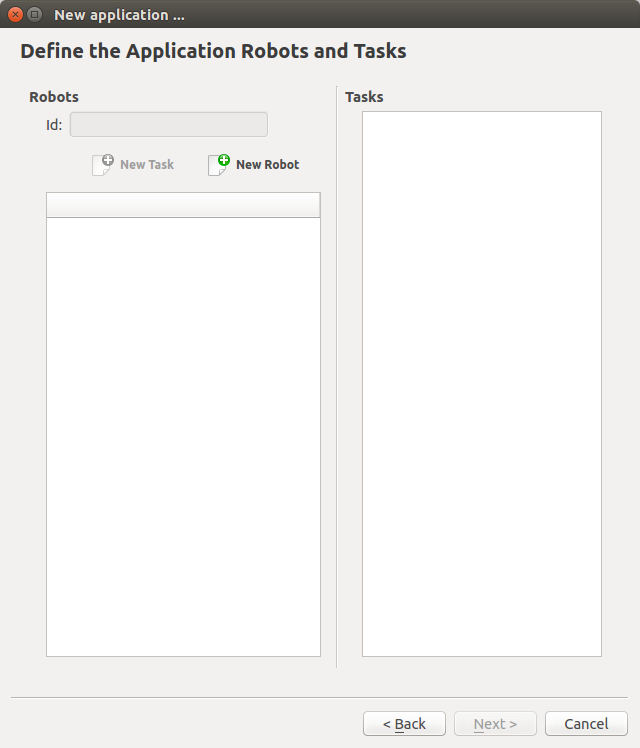 New application ...
Define the Application Robots and Tasks
Robots
Id:
New Task
New Robot
Tasks
< Back
Next >
Cancel